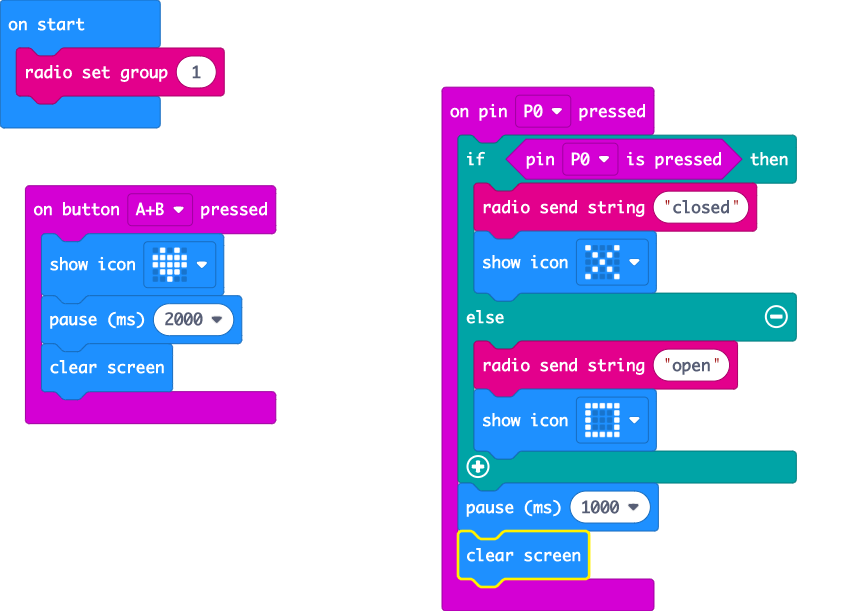 on start
radio set group 1
on button A+B pressed
show icon
pause (ms) 2000
clear screen
on pin P0 pressed
if pin P0 is pressed then
radio send string "closed"
show icon
else
radio send string "open"
show icon
pause (ms) 1000
clear screen